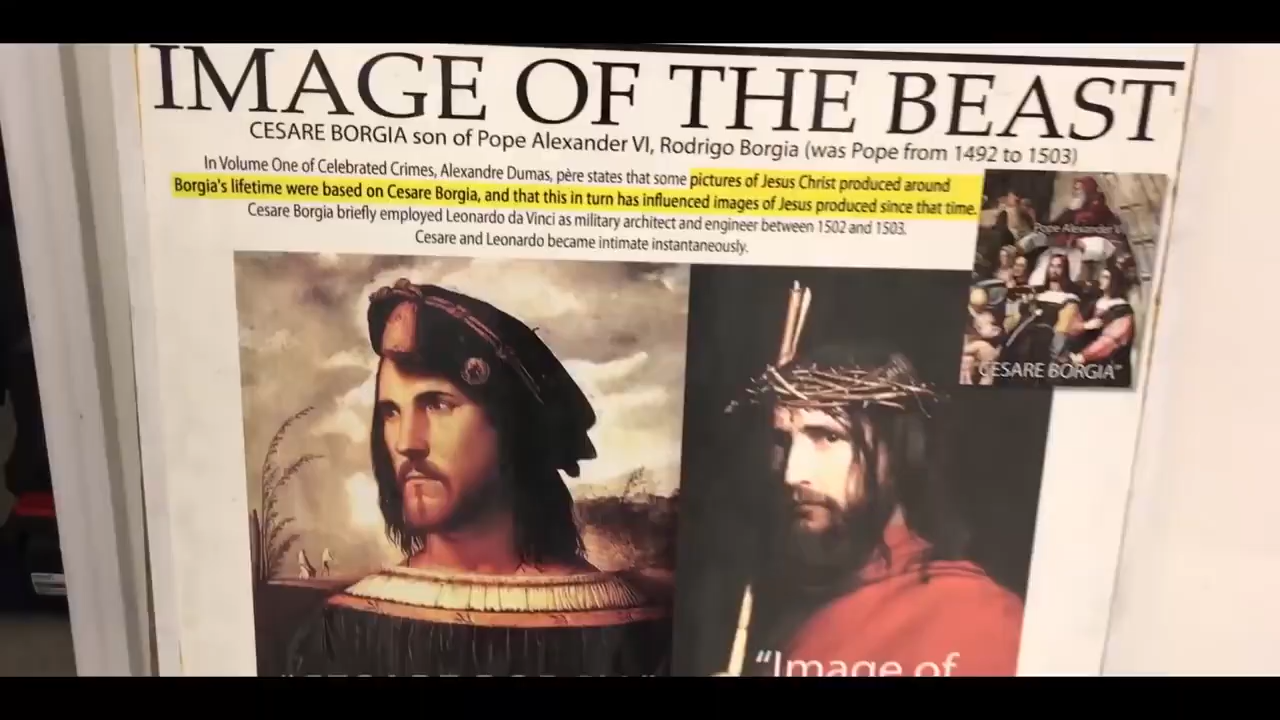 IMAGE OF THE BEAST
CESARE BORGIA son of Pope Alexander VI, Rodrigo Borgia (was Pope from 1492 to 1503)
In Volume One of Celebrated Crimes, Alexandre Dumas, père states that some pictures of Jesus Christ produced around
Borgia's lifetime were based on Cesare Borgia, and that this in turn has influenced images of Jesus produced since that time.
Cesare Borgia briefly employed Leonardo da Vinci as military architect and engineer between 1502 and 1503.
Cesare and Leonardo became intimate instantaneously.
Pope Alexander
"CESARE BORGIA"
"Image of